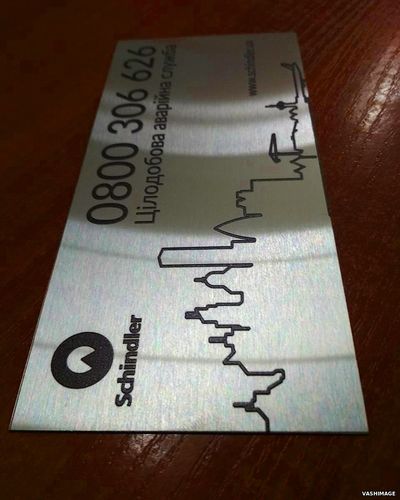 0800 306 626
Цілодобова аварійна служба
www.schindler.ua
Schindler
VASHIMAGE